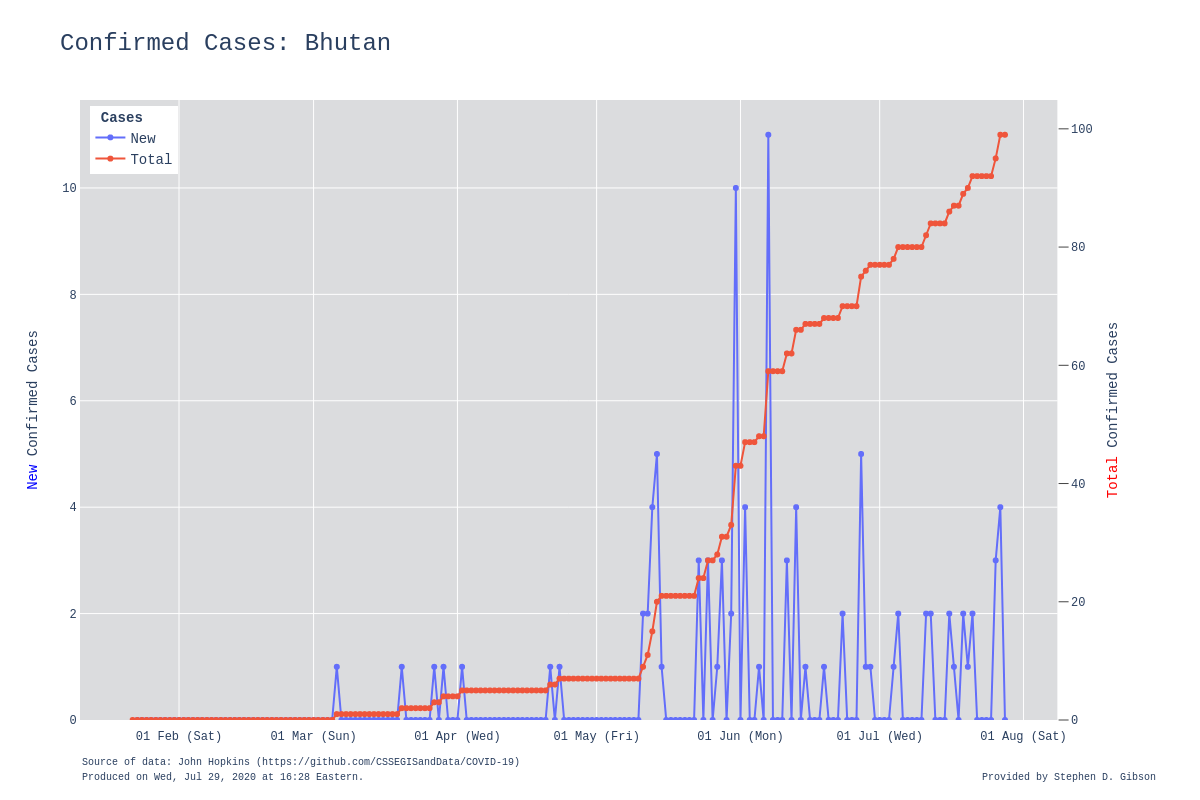 Confirmed Cases: Bhutan
Cases
New
Total
10
8
6
4
2
0
100
80
60
40
20
0
New Confirmed Cases
Total Confirmed Cases
01 Feb (Sat)
01 Mar (Sun)
01 Apr (Wed)
01 May (Fri)
01 Jun (Mon)
01 Jul (Wed)
01 Aug (Sat)
Source of data: John Hopkins (https://github.com/CSSEGISandData/COVID-19)
Produced on Wed, Jul 29, 2020 at 16:28 Eastern.
Provided by Stephen D. Gibson